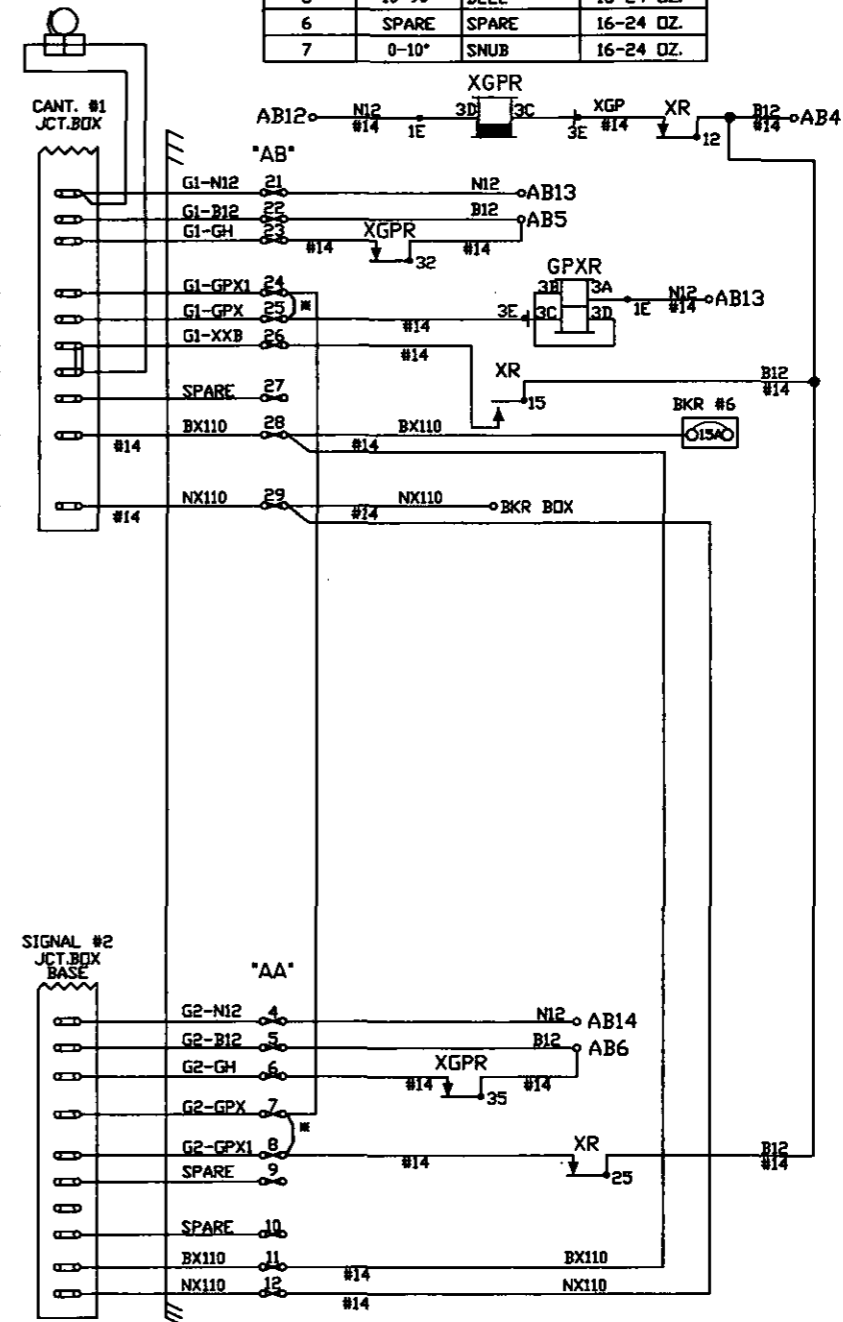 6 SPARE SPARE 16-24 OZ.
7 0-10° SNUB 16-24 OZ.
XGPR
AB12 N12 #14 1E 3D 3C 3E XGP #14 XR 12 B12 #14 AB4
CANT. #1
JCT.BOX
"AB"
G1-N12 21 N12 AB13
G1-B12 22 B12 AB5
G1-GH 23 #14 XGPR 32 #14
GPXR
G1-GPX1 24 3B 3A N12 #14 AB13
G1-GPX 25 * #14 3E 3C 3D 1E
G1-XXB 26 #14
XR 15 B12 #14
SPARE 27
BKR #6
15A
#14 BX110 28 #14 BX110
#14 NX110 29 #14 NX110 BKR BOX
SIGNAL #2
JCT.BOX
BASE
"AA"
G2-N12 4 N12 AB14
G2-B12 5 B12 AB6
G2-GH 6 #14 XGPR 35 #14
G2-GPX 7
*
G2-GPX1 8 #14 XR 25 B12 #14
SPARE 9
SPARE 10
BX110 11 #14 BX110
NX110 12 #14 NX110